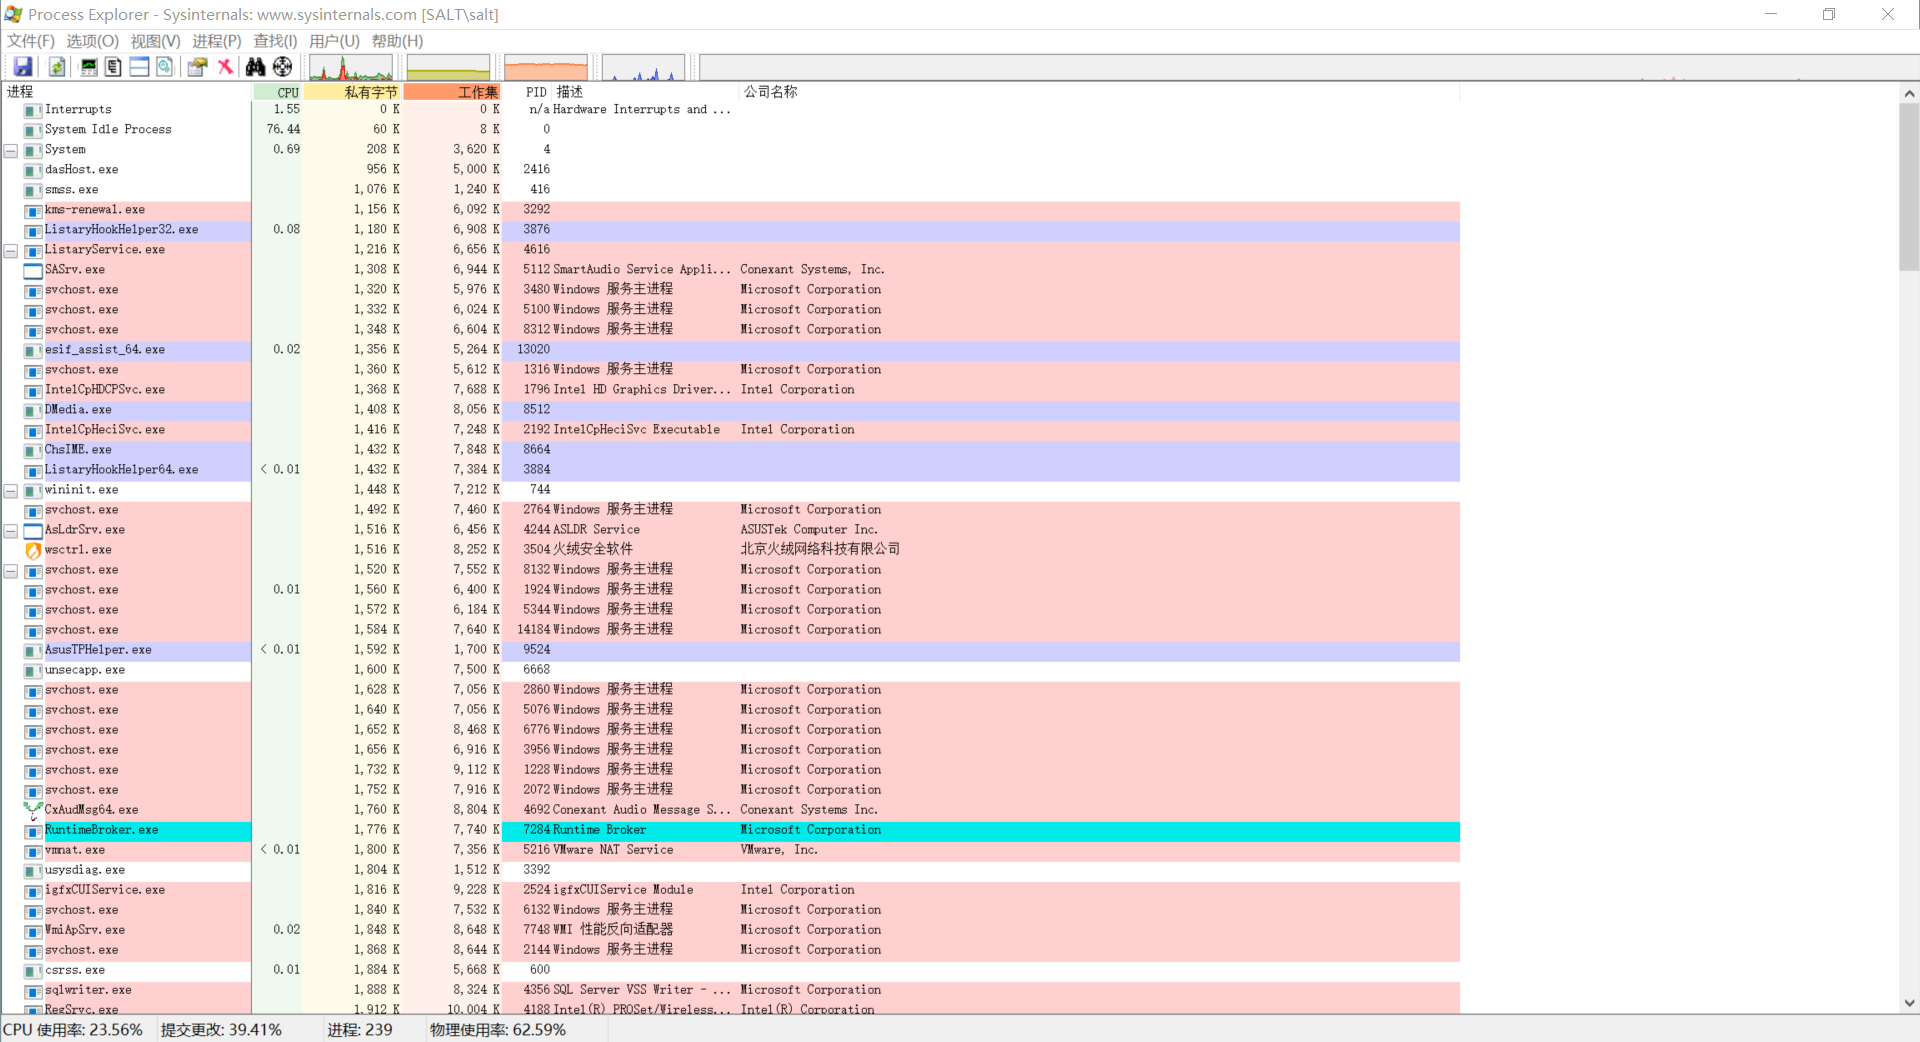 Process Explorer - Sysinternals: www.sysinternals.com [SALT\salt]
文件(F) 选项(O) 视图(V) 进程(P) 查找(I) 用户(U) 帮助(H)
进程 CPU 私有字节 工作集 PID 描述 公司名称
Interrupts 1.55 0 K 0 K n/a Hardware Interrupts and ...
System Idle Process 76.44 60 K 8 K 0
System 0.69 208 K 3,620 K 4
dasHost.exe 956 K 5,000 K 2416
smss.exe 1,076 K 1,240 K 416
kms-renewal.exe 1,156 K 6,092 K 3292
ListaryHookHelper32.exe 0.08 1,180 K 6,908 K 3876
ListaryService.exe 1,216 K 6,656 K 4616
SASrv.exe 1,308 K 6,944 K 5112 SmartAudio Service Appli... Conexant Systems, Inc.
svchost.exe 1,320 K 5,976 K 3480 Windows 服务主进程 Microsoft Corporation
svchost.exe 1,332 K 6,024 K 5100 Windows 服务主进程 Microsoft Corporation
svchost.exe 1,348 K 6,604 K 8312 Windows 服务主进程 Microsoft Corporation
esif_assist_64.exe 0.02 1,356 K 5,264 K 13020
svchost.exe 1,360 K 5,612 K 1316 Windows 服务主进程 Microsoft Corporation
IntelCpHDCPSvc.exe 1,368 K 7,688 K 1796 Intel HD Graphics Driver... Intel Corporation
DMedia.exe 1,408 K 8,056 K 8512
IntelCpHeciSvc.exe 1,416 K 7,248 K 2192 IntelCpHeciSvc Executable Intel Corporation
ChsIME.exe 1,432 K 7,848 K 8664
ListaryHookHelper64.exe < 0.01 1,432 K 7,384 K 3884
wininit.exe 1,448 K 7,212 K 744
svchost.exe 1,492 K 7,460 K 2764 Windows 服务主进程 Microsoft Corporation
AsLdrSrv.exe 1,516 K 6,456 K 4244 ASLDR Service ASUSTek Computer Inc.
wsctrl.exe 1,516 K 8,252 K 3504 火绒安全软件 北京火绒网络科技有限公司
svchost.exe 1,520 K 7,552 K 8132 Windows 服务主进程 Microsoft Corporation
svchost.exe 0.01 1,560 K 6,400 K 1924 Windows 服务主进程 Microsoft Corporation
svchost.exe 1,572 K 6,184 K 5344 Windows 服务主进程 Microsoft Corporation
svchost.exe 1,584 K 7,640 K 14184 Windows 服务主进程 Microsoft Corporation
AsusTPHelper.exe < 0.01 1,592 K 1,700 K 9524
unsecapp.exe 1,600 K 7,500 K 6668
svchost.exe 1,628 K 7,056 K 2860 Windows 服务主进程 Microsoft Corporation
svchost.exe 1,640 K 7,056 K 5076 Windows 服务主进程 Microsoft Corporation
svchost.exe 1,652 K 8,468 K 6776 Windows 服务主进程 Microsoft Corporation
svchost.exe 1,656 K 6,916 K 3956 Windows 服务主进程 Microsoft Corporation
svchost.exe 1,732 K 9,112 K 1228 Windows 服务主进程 Microsoft Corporation
svchost.exe 1,752 K 7,916 K 2072 Windows 服务主进程 Microsoft Corporation
CxAudMsg64.exe 1,760 K 8,804 K 4692 Conexant Audio Message S... Conexant Systems Inc.
RuntimeBroker.exe 1,776 K 7,740 K 7284 Runtime Broker Microsoft Corporation
vmnat.exe < 0.01 1,800 K 7,356 K 5216 VMware NAT Service VMware, Inc.
usysdiag.exe 1,804 K 1,512 K 3392
igfxCUIService.exe 1,816 K 9,228 K 2524 igfxCUIService Module Intel Corporation
svchost.exe 1,840 K 7,532 K 6132 Windows 服务主进程 Microsoft Corporation
WmiApSrv.exe 0.02 1,848 K 8,648 K 7748 WMI 性能反向适配器 Microsoft Corporation
svchost.exe 1,868 K 8,644 K 2144 Windows 服务主进程 Microsoft Corporation
csrss.exe 0.01 1,884 K 5,668 K 600
sqlwriter.exe 1,888 K 8,324 K 4356 SQL Server VSS Writer - ... Microsoft Corporation
RegSrvc.exe 1,912 K 10,004 K 4188 Intel(R) PROSet/Wireless... Intel(R) Corporation
CPU 使用率: 23.56% 提交更改: 39.41% 进程: 239 物理使用率: 62.59%